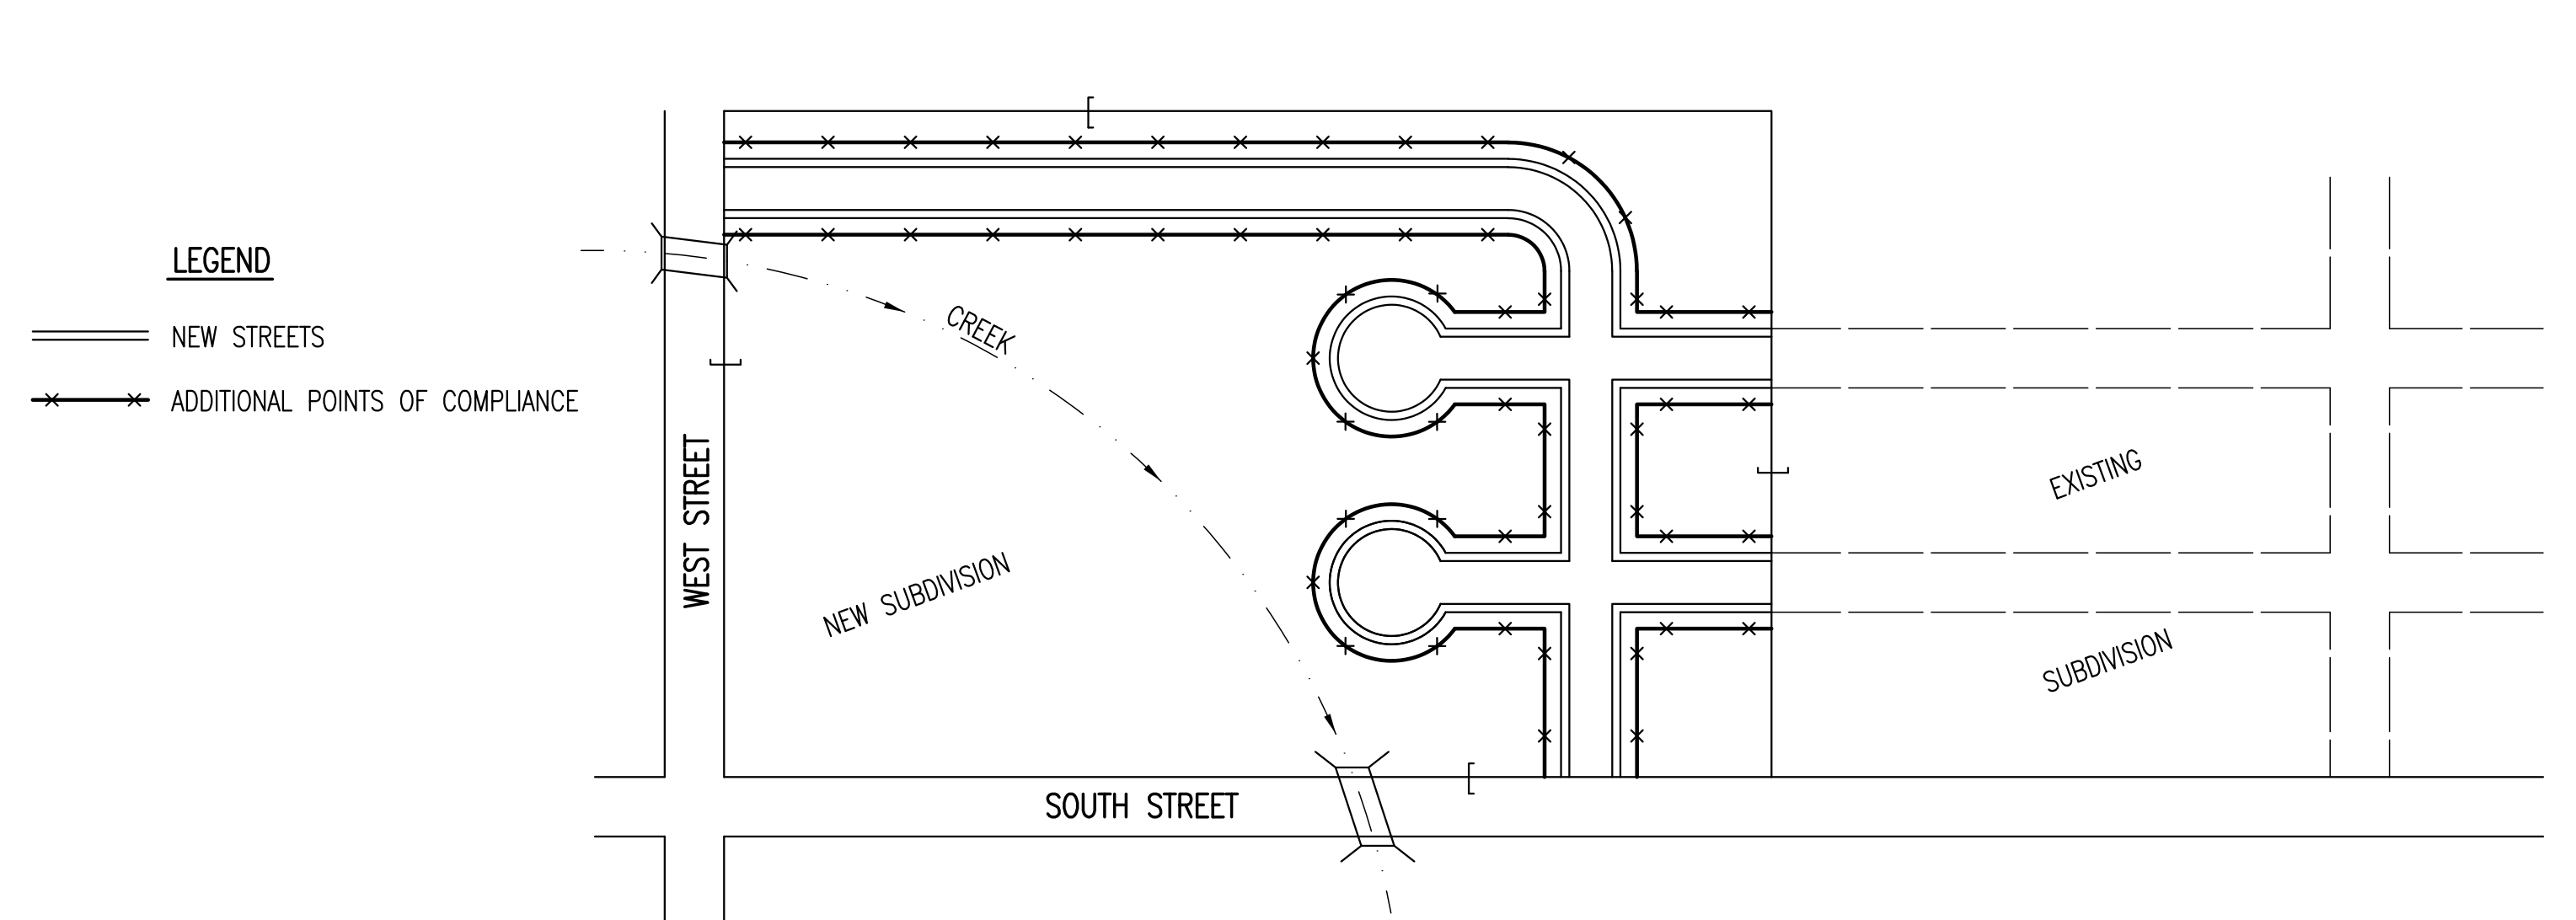 LEGEND
NEW STREETS
ADDITIONAL POINTS OF COMPLIANCE
WEST STREET
CREEK
NEW SUBDIVISION
SOUTH STREET
EXISTING
SUBDIVISION